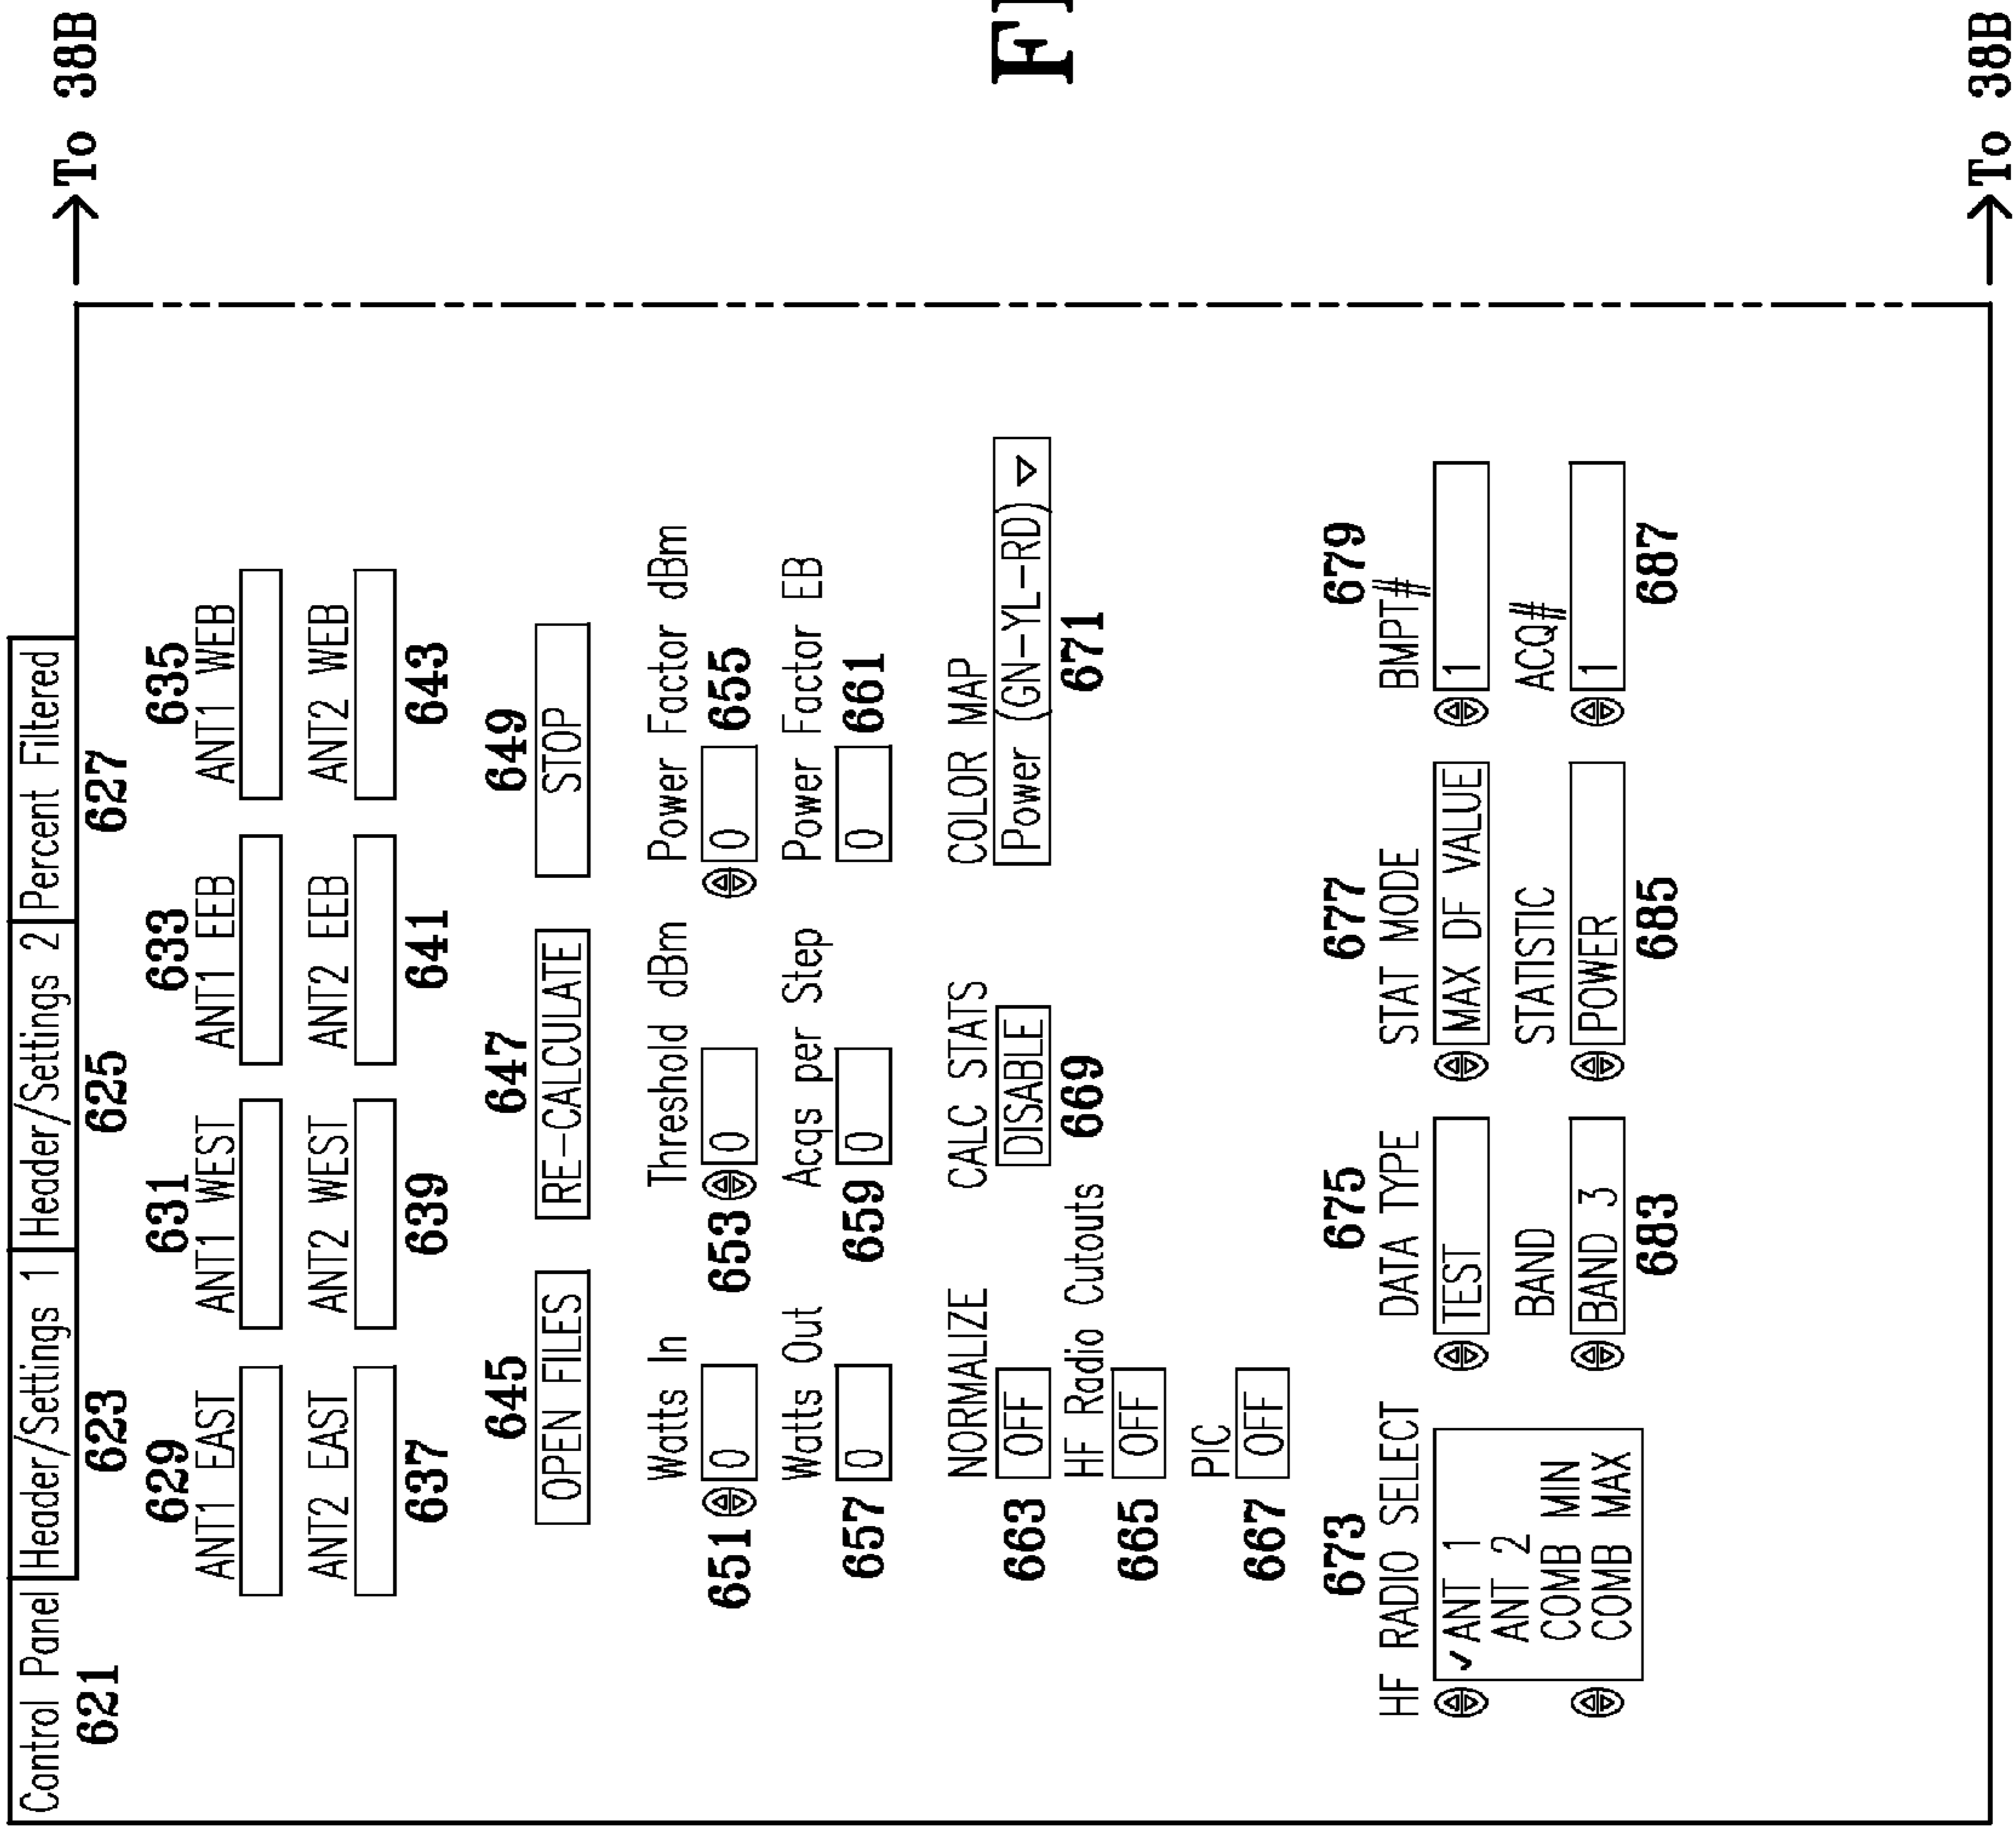 Control Panel Header/Settings 1 Header/Settings 2 Percent Filtered
621 623 625 627
→To 38B
629 631 633 635
ANT1 EAST ANT1 WEST ANT1 EEB ANT1 WEB
ANT2 EAST ANT2 WEST ANT2 EEB ANT2 WEB
637 639 641 643
645 647 649
OPEN FILES RE-CALCULATE STOP
Watts In Threshold dBm Power Factor dBm
651 0 653 0 0 655
Watts Out Acqs per Step Power Factor EB
657 0 659 0 0 661
NORMALIZE CALC STATS COLOR MAP
663 OFF DISABLE Power (GN-YL-RD)
669 671
HF Radio Cutouts
665 OFF
PIC
667 OFF
673 675 677 679
HF RADIO SELECT DATA TYPE STAT MODE BMPT#
✓ANT 1 TEST MAX DF VALUE 1
ANT 2
BAND STATISTIC ACQ#
COMB MIN
COMB MAX
BAND 3 POWER 1
683 685 687
→To 38B